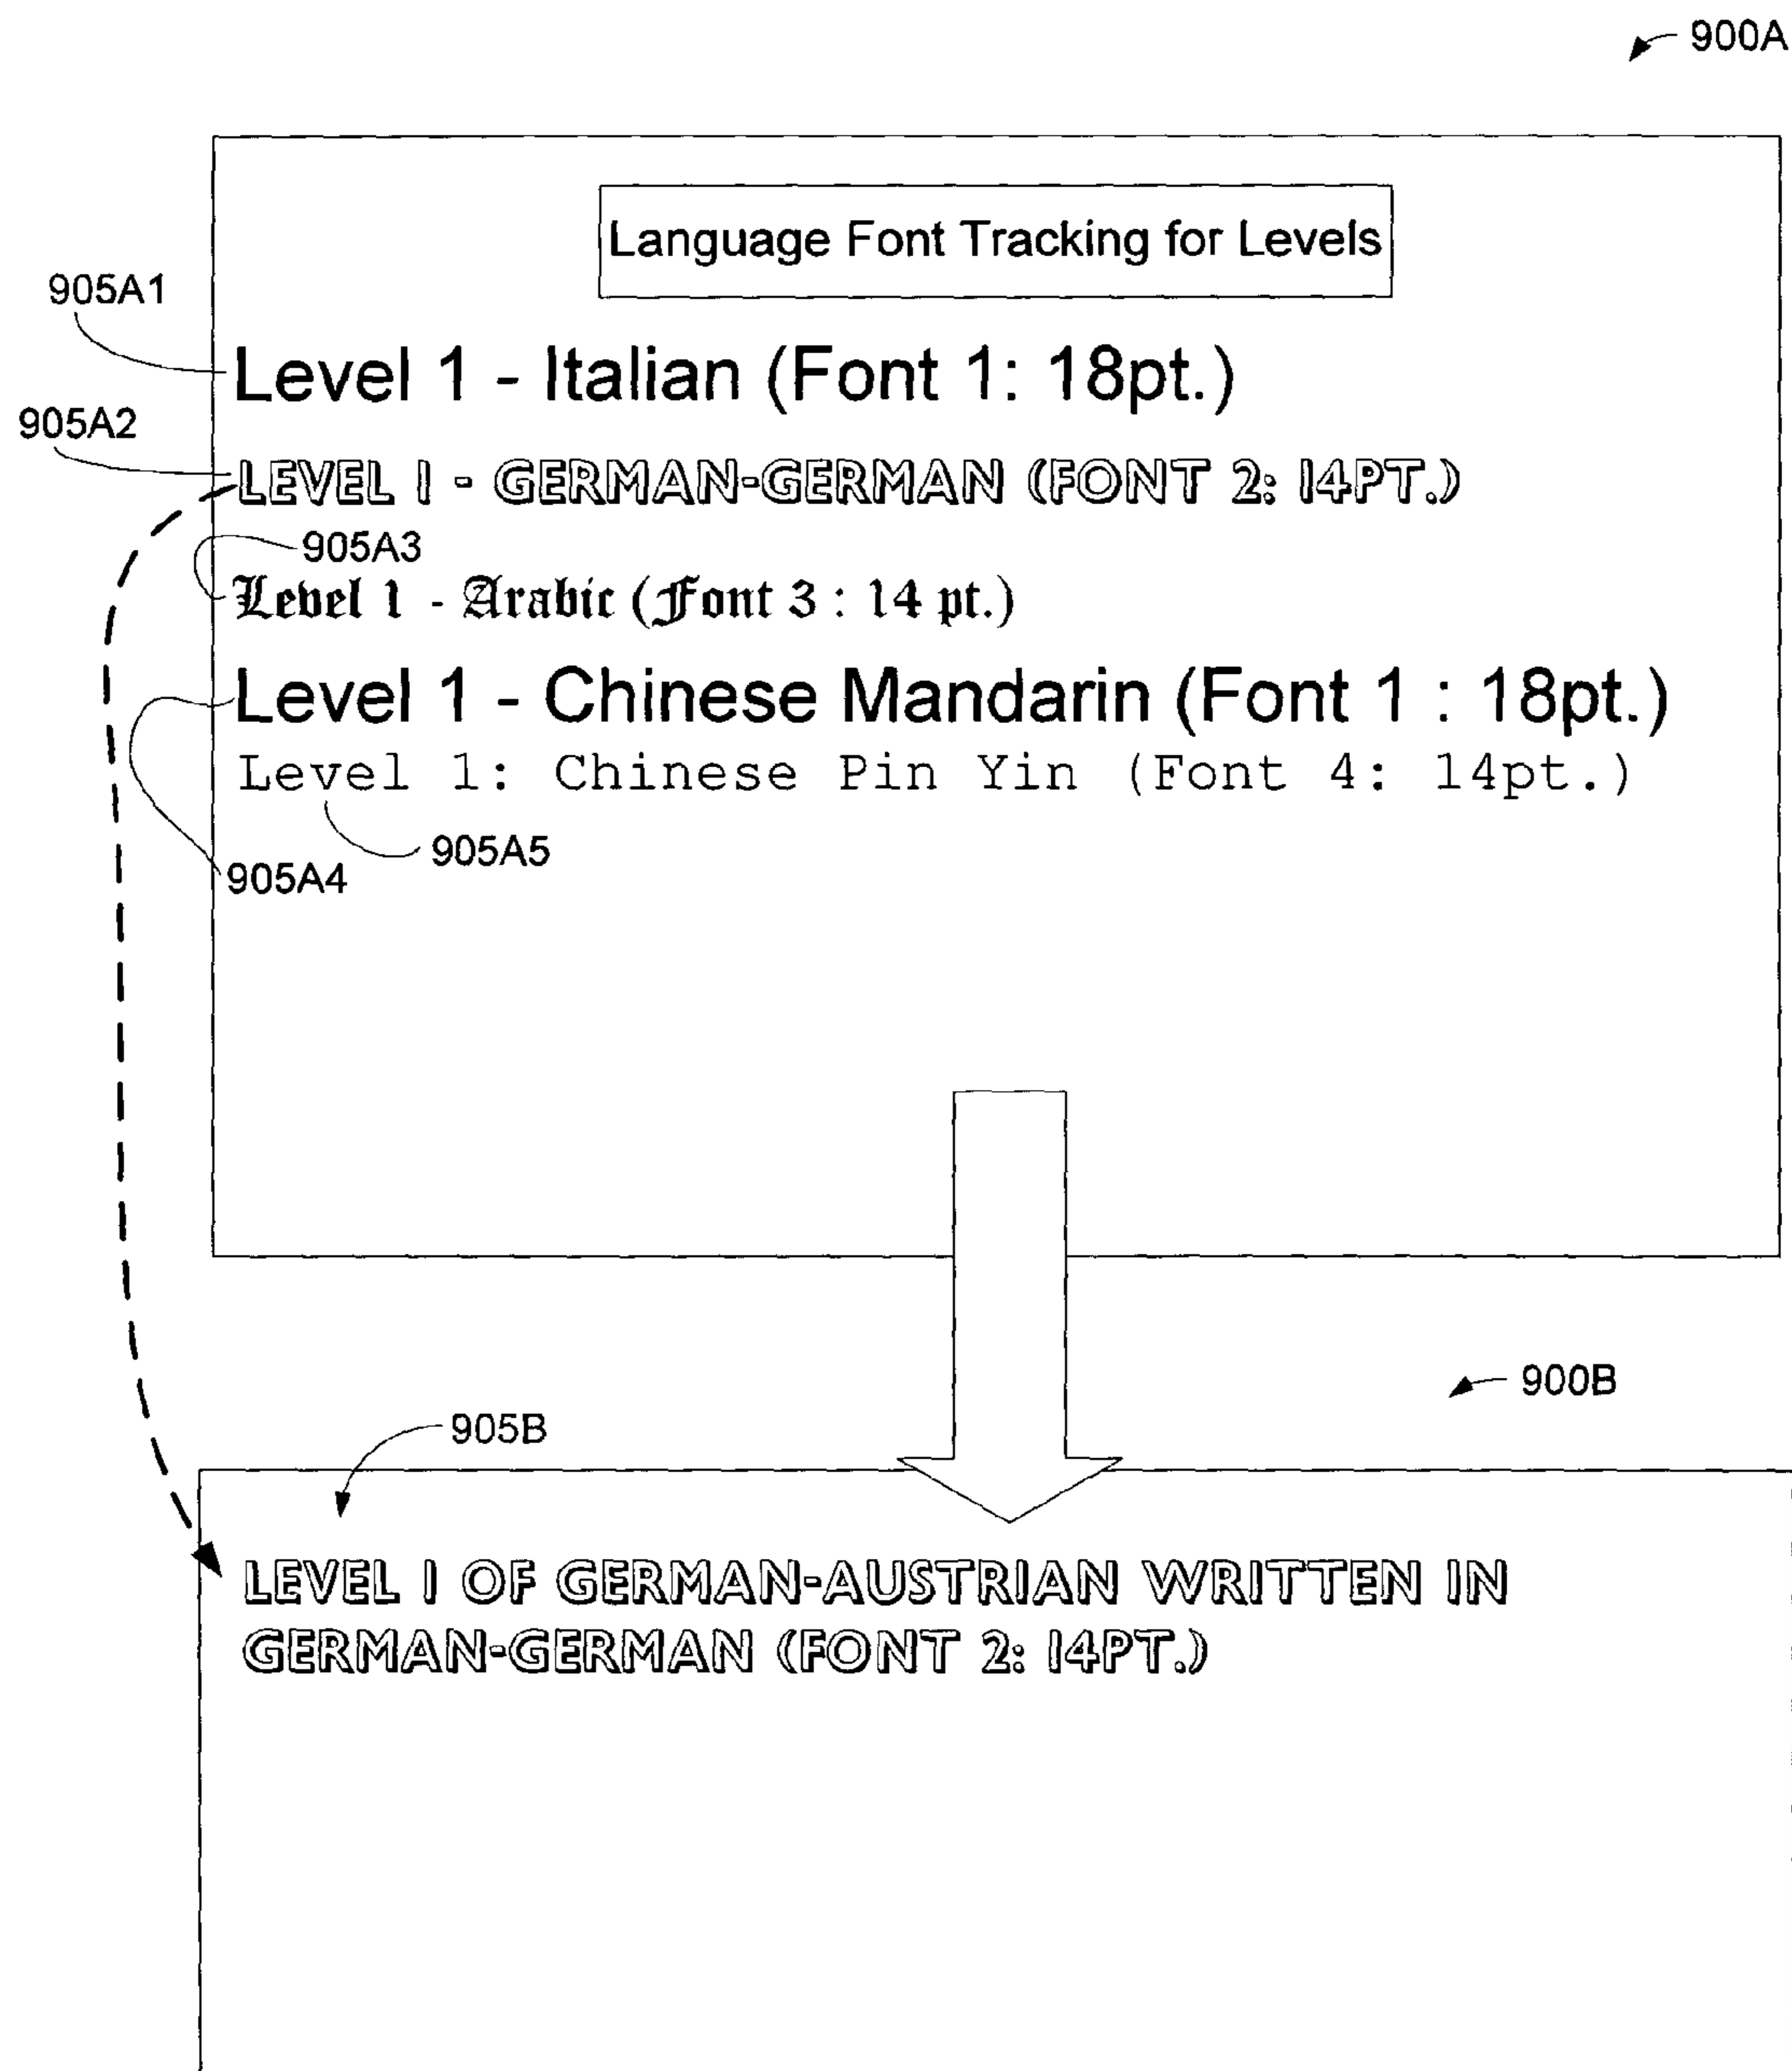 900A
Language Font Tracking for Levels
905A1
Level 1 - Italian (Font 1: 18pt.)
905A2
LEVEL 1 - GERMAN-GERMAN (FONT 2: 14PT.)
905A3
Level 1 - Arabic (Font 3 : 14 pt.)
Level 1 - Chinese Mandarin (Font 1 : 18pt.)
Level 1: Chinese Pin Yin (Font 4: 14pt.)
905A5
905A4
900B
905B
LEVEL 1 OF GERMAN-AUSTRIAN WRITTEN IN
GERMAN-GERMAN (FONT 2: 14PT.)